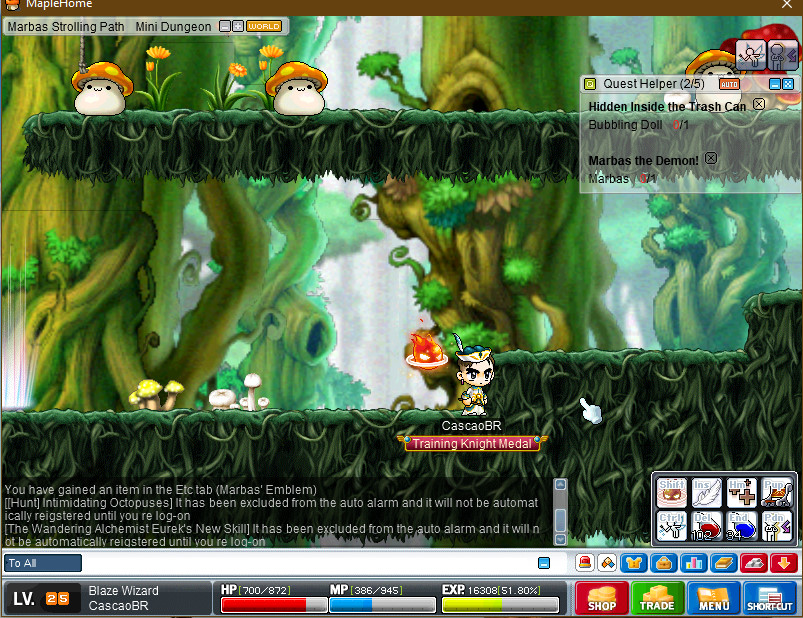 MapleHome
Marbas Strolling Path Mini Dungeon WORLD
Quest Helper (2/5) AUTO
Hidden Inside the Trash Can
Bubbling Doll 0/1
Marbas the Demon!
Marbas /1
CascaoBR
Training Knight Medal
You have gained an item in the Etc tab (Marbas' Emblem)
[[Hunt] Intimidating Octopuses] It has been excluded from the auto alarm and it will not be automat
ically reigstered until you re log-on
[The Wandering Alchemist Eurek's New Skill] It has been excluded from the auto alarm and it will n
ot be automatically reigstered until you re log-on
Shift Ins Hm Pup
Ctrl Del End Pdn
102 34
To All
LV. 25
Blaze Wizard
CascaoBR
HP[700/872] MP[386/945] EXP 16308[51.80%]
SHOP TRADE MENU SHORTCUT